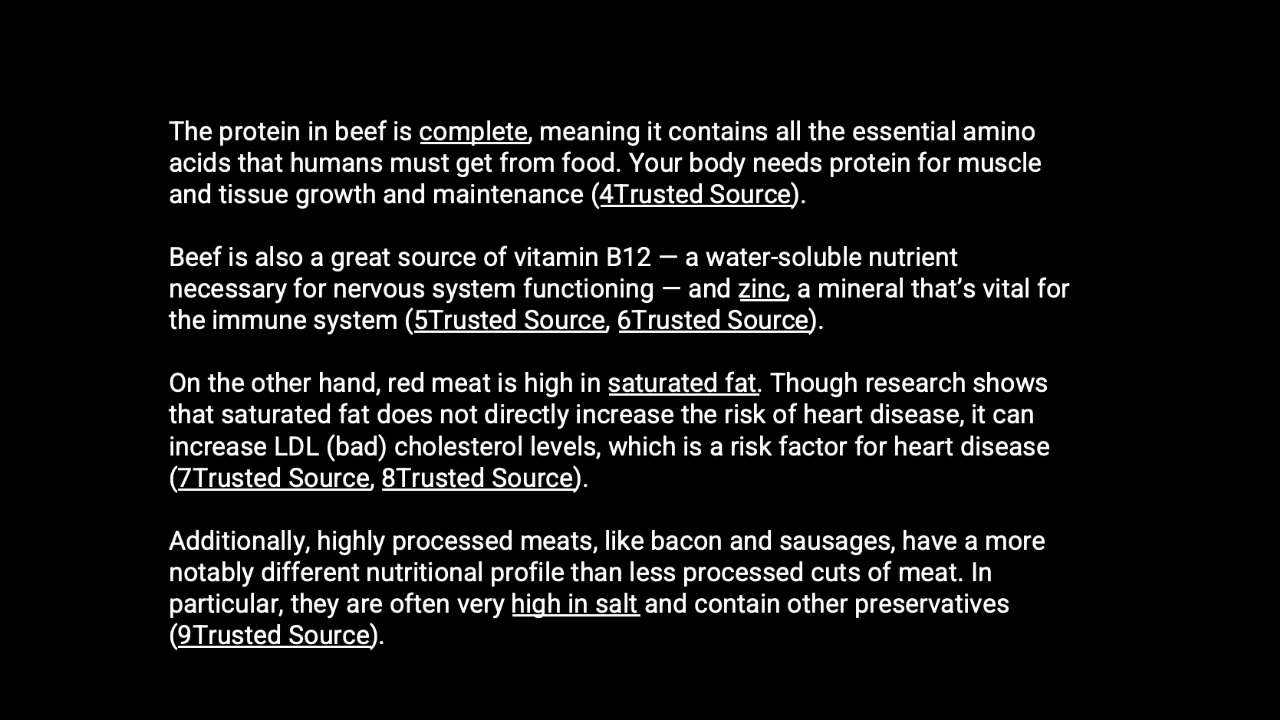 The protein in beef is complete, meaning it contains all the essential amino
acids that humans must get from food. Your body needs protein for muscle
and tissue growth and maintenance (4Trusted Source).
Beef is also a great source of vitamin B12 — a water-soluble nutrient
necessary for nervous system functioning — and zinc, a mineral that’s vital for
the immune system (5Trusted Source, 6Trusted Source).
On the other hand, red meat is high in saturated fat. Though research shows
that saturated fat does not directly increase the risk of heart disease, it can
increase LDL (bad) cholesterol levels, which is a risk factor for heart disease
(7Trusted Source, 8Trusted Source).
Additionally, highly processed meats, like bacon and sausages, have a more
notably different nutritional profile than less processed cuts of meat. In
particular, they are often very high in salt and contain other preservatives
(9Trusted Source).